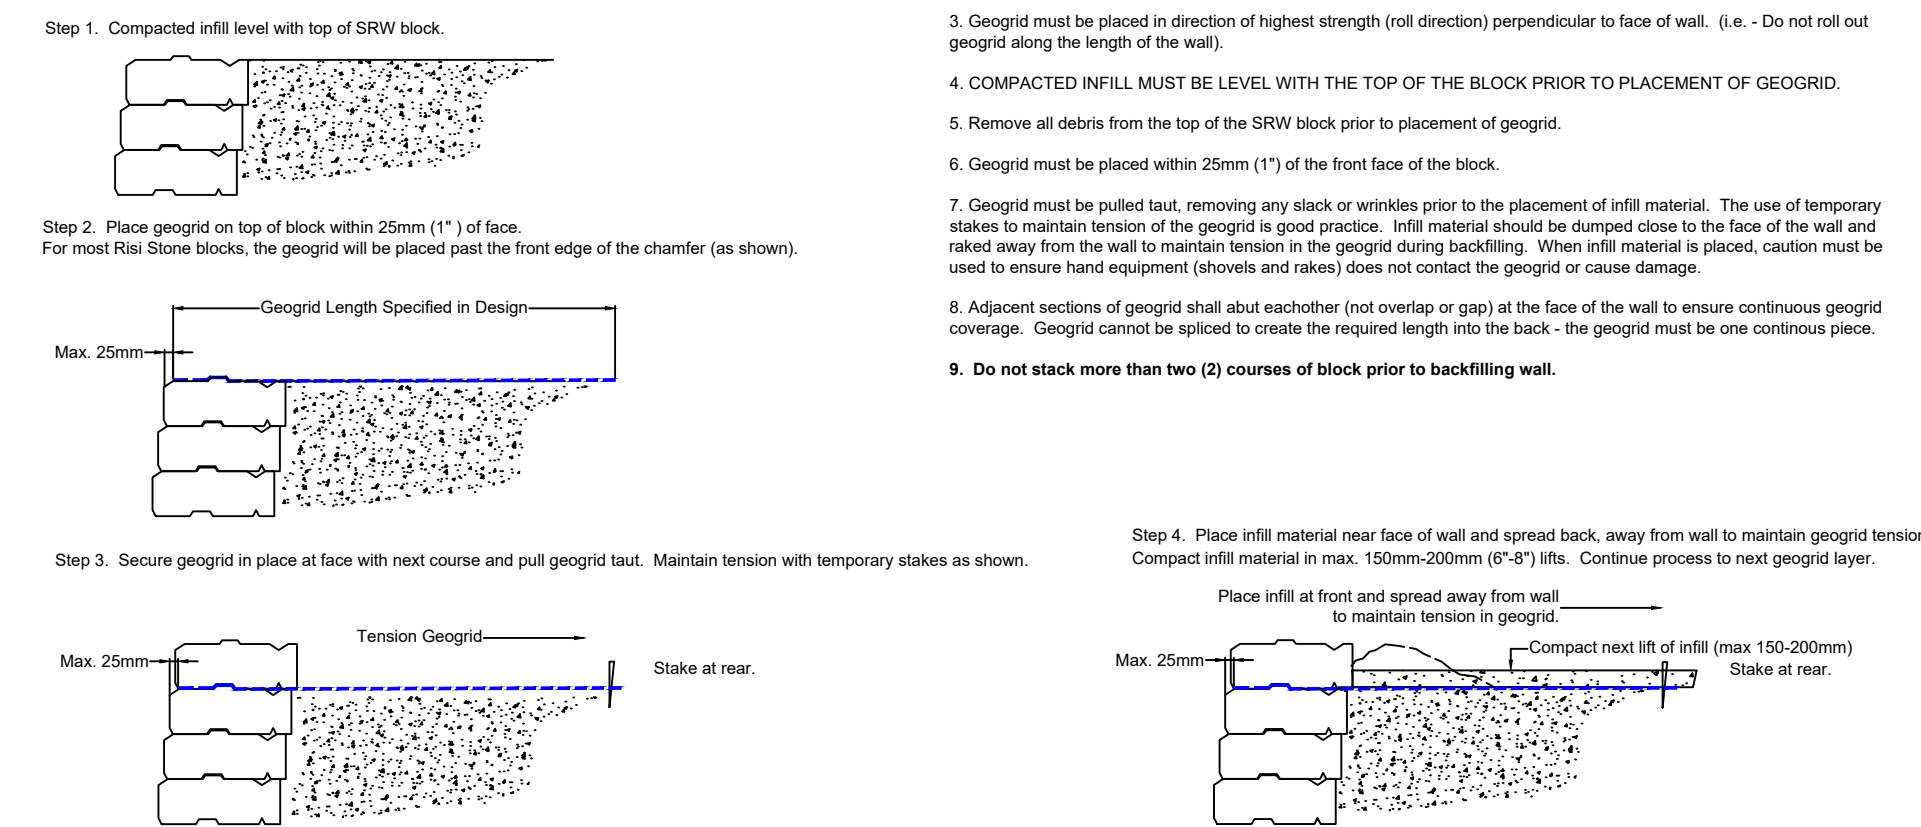 Step 1.  Compacted infill level with top of SRW block.
Step 2.  Place geogrid on top of block within 25mm (1" ) of face.
For most Risi Stone blocks, the geogrid will be placed past the front edge of the chamfer (as shown).
Geogrid Length Specified in Design
Max. 25mm
3. Geogrid must be placed in direction of highest strength (roll direction) perpendicular to face of wall.  (i.e. - Do not roll out
geogrid along the length of the wall).
4. COMPACTED INFILL MUST BE LEVEL WITH THE TOP OF THE BLOCK PRIOR TO PLACEMENT OF GEOGRID.
5. Remove all debris from the top of the SRW block prior to placement of geogrid.
6. Geogrid must be placed within 25mm (1") of the front face of the block.
7. Geogrid must be pulled taut, removing any slack or wrinkles prior to the placement of infill material.  The use of temporary
stakes to maintain tension of the geogrid is good practice.  Infill material should be dumped close to the face of the wall and
raked away from the wall to maintain tension in the geogrid during backfilling.  When infill material is placed, caution must be
used to ensure hand equipment (shovels and rakes) does not contact the geogrid or cause damage.
8. Adjacent sections of geogrid shall abut eachother (not overlap or gap) at the face of the wall to ensure continuous geogrid
coverage.  Geogrid cannot be spliced to create the required length into the back - the geogrid must be one continous piece.
9.  Do not stack more than two (2) courses of block prior to backfilling wall.
Step 3.  Secure geogrid in place at face with next course and pull geogrid taut.  Maintain tension with temporary stakes as shown.
Tension Geogrid
Max. 25mm
Stake at rear.
Step 4.  Place infill material near face of wall and spread back, away from wall to maintain geogrid tension
Compact infill material in max. 150mm-200mm (6"-8") lifts.  Continue process to next geogrid layer.
Place infill at front and spread away from wall
to maintain tension in geogrid.
Compact next lift of infill (max 150-200mm)
Max. 25mm
Stake at rear.